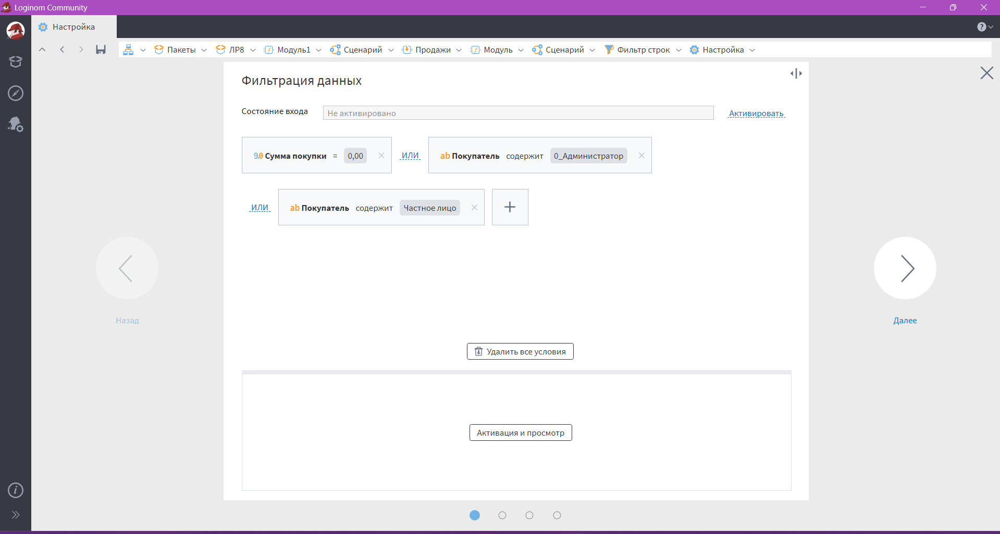 Loginom Community
Настройка
Пакеты ЛР8 Модуль1 Сценарий Продажи Модуль Сценарий Фильтр строк Настройка
Фильтрация данных
Состояние входа Не активировано Активировать
9.0 Сумма покупки = 0,00 ИЛИ ab Покупатель содержит 0_Администратор
ИЛИ ab Покупатель содержит Частное лицо
Назад
Далее
Удалить все условия
Активация и просмотр